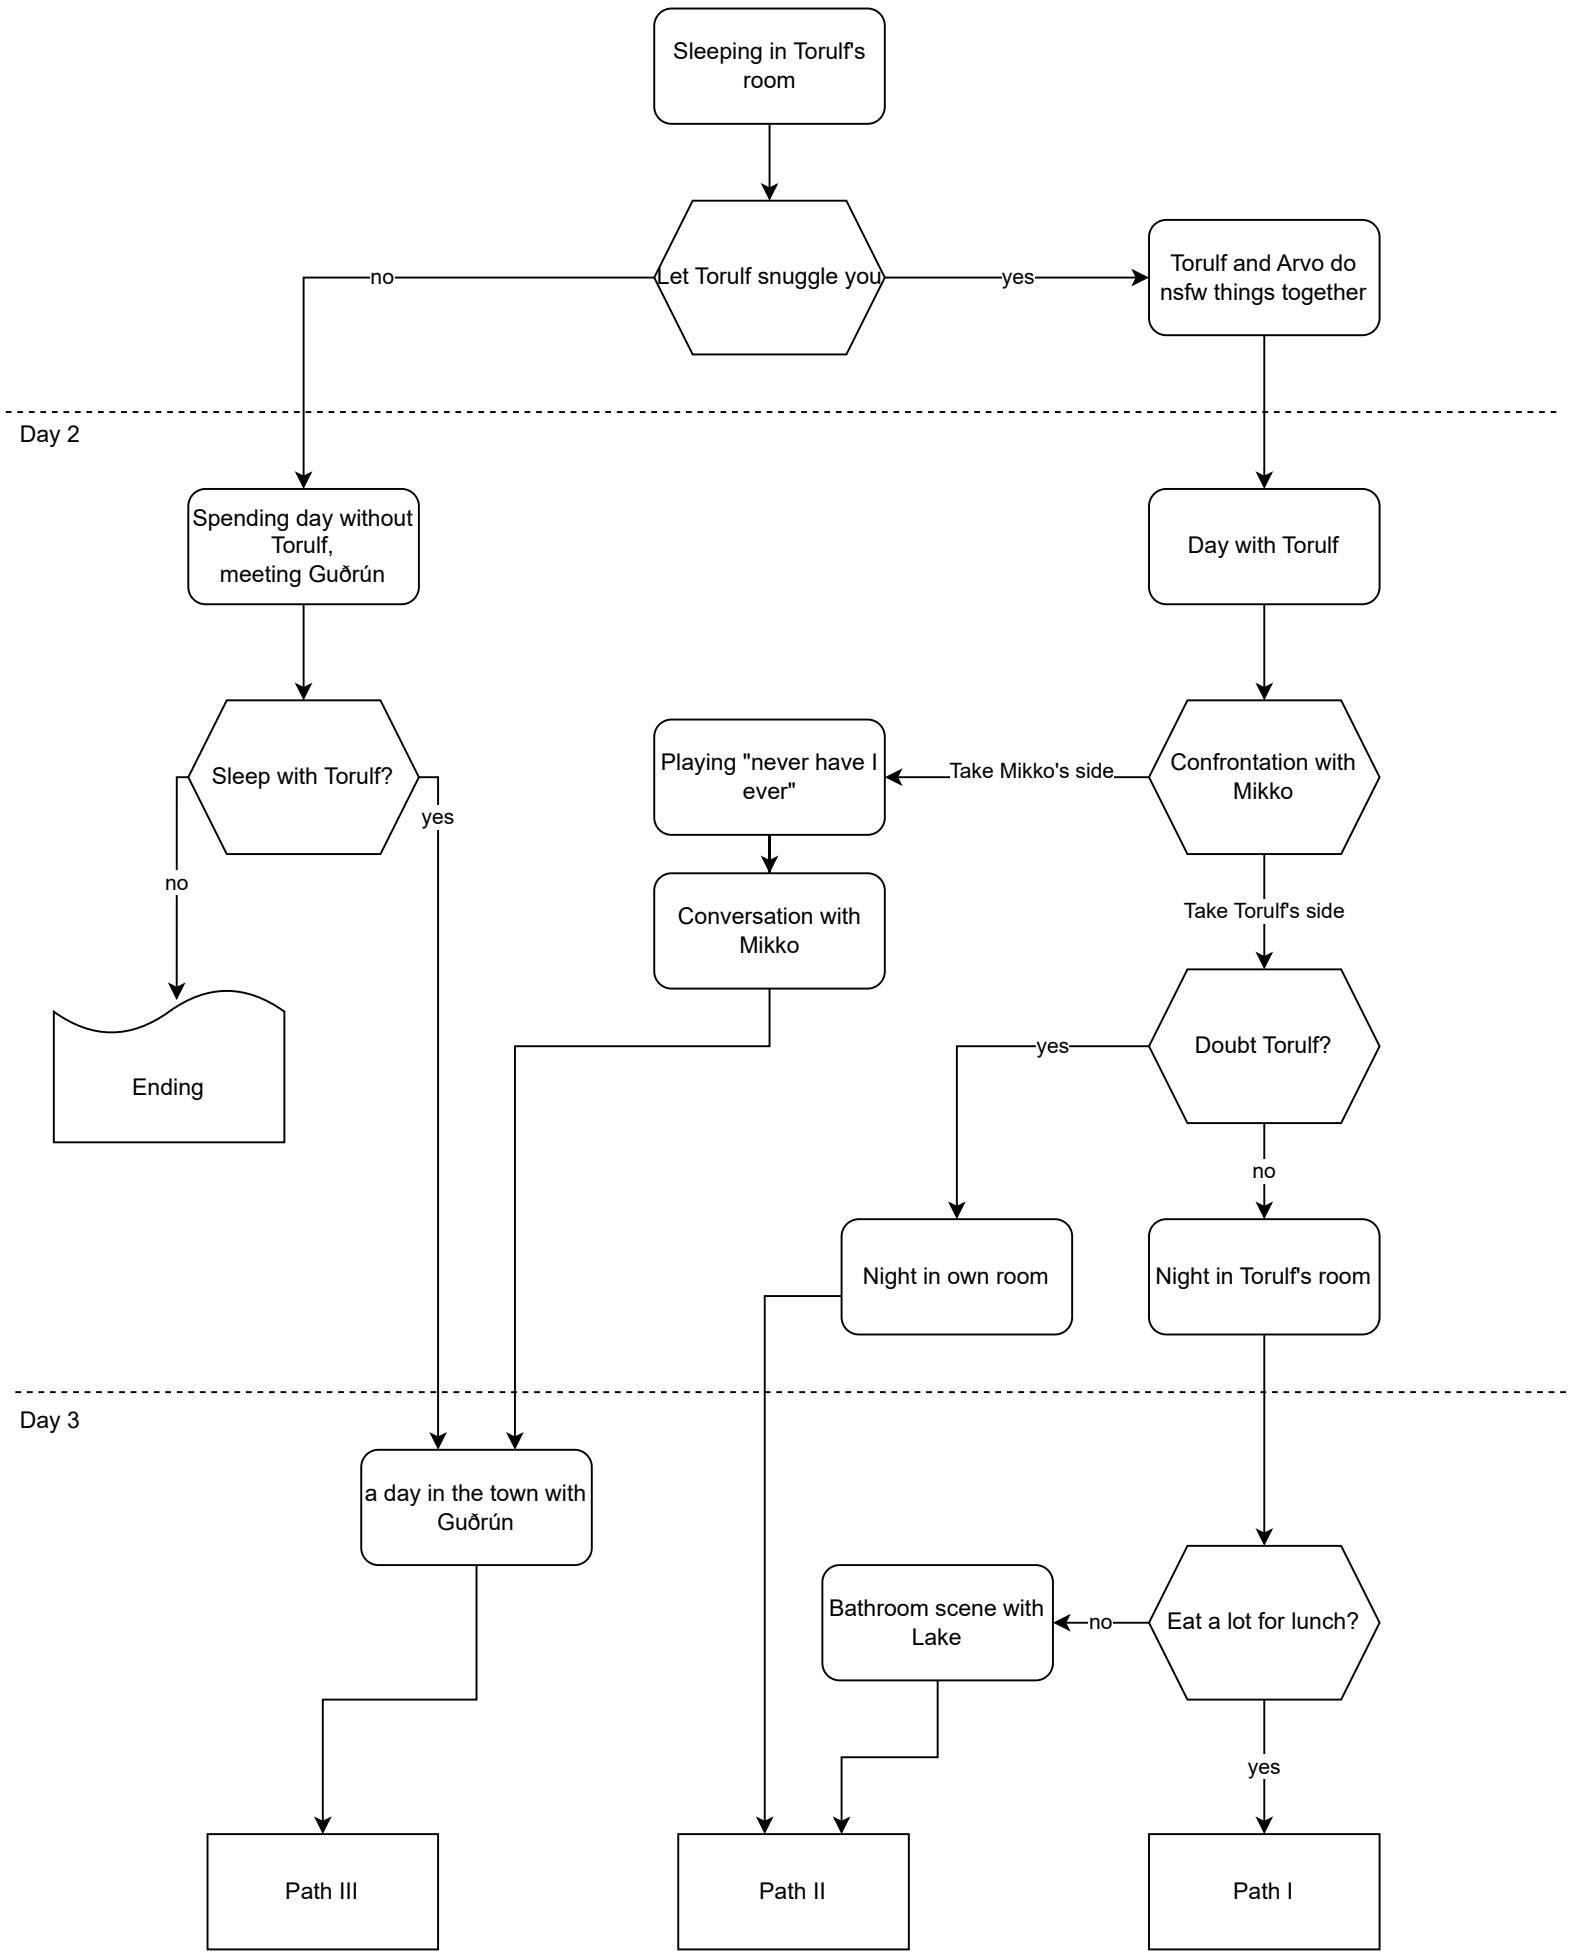 Sleeping in Torulf's
room
Let Torulf snuggle you
no
yes
Torulf and Arvo do
nsfw things together
Day 2
Spending day without
Torulf,
meeting Guðrún
Day with Torulf
Sleep with Torulf?
no
yes
Playing "never have I
ever"
Take Mikko's side
Confrontation with
Mikko
Conversation with
Mikko
Take Torulf's side
Ending
yes
Doubt Torulf?
no
Night in own room
Night in Torulf's room
Day 3
a day in the town with
Guðrún
Bathroom scene with
Lake
no
Eat a lot for lunch?
yes
Path III
Path II
Path I